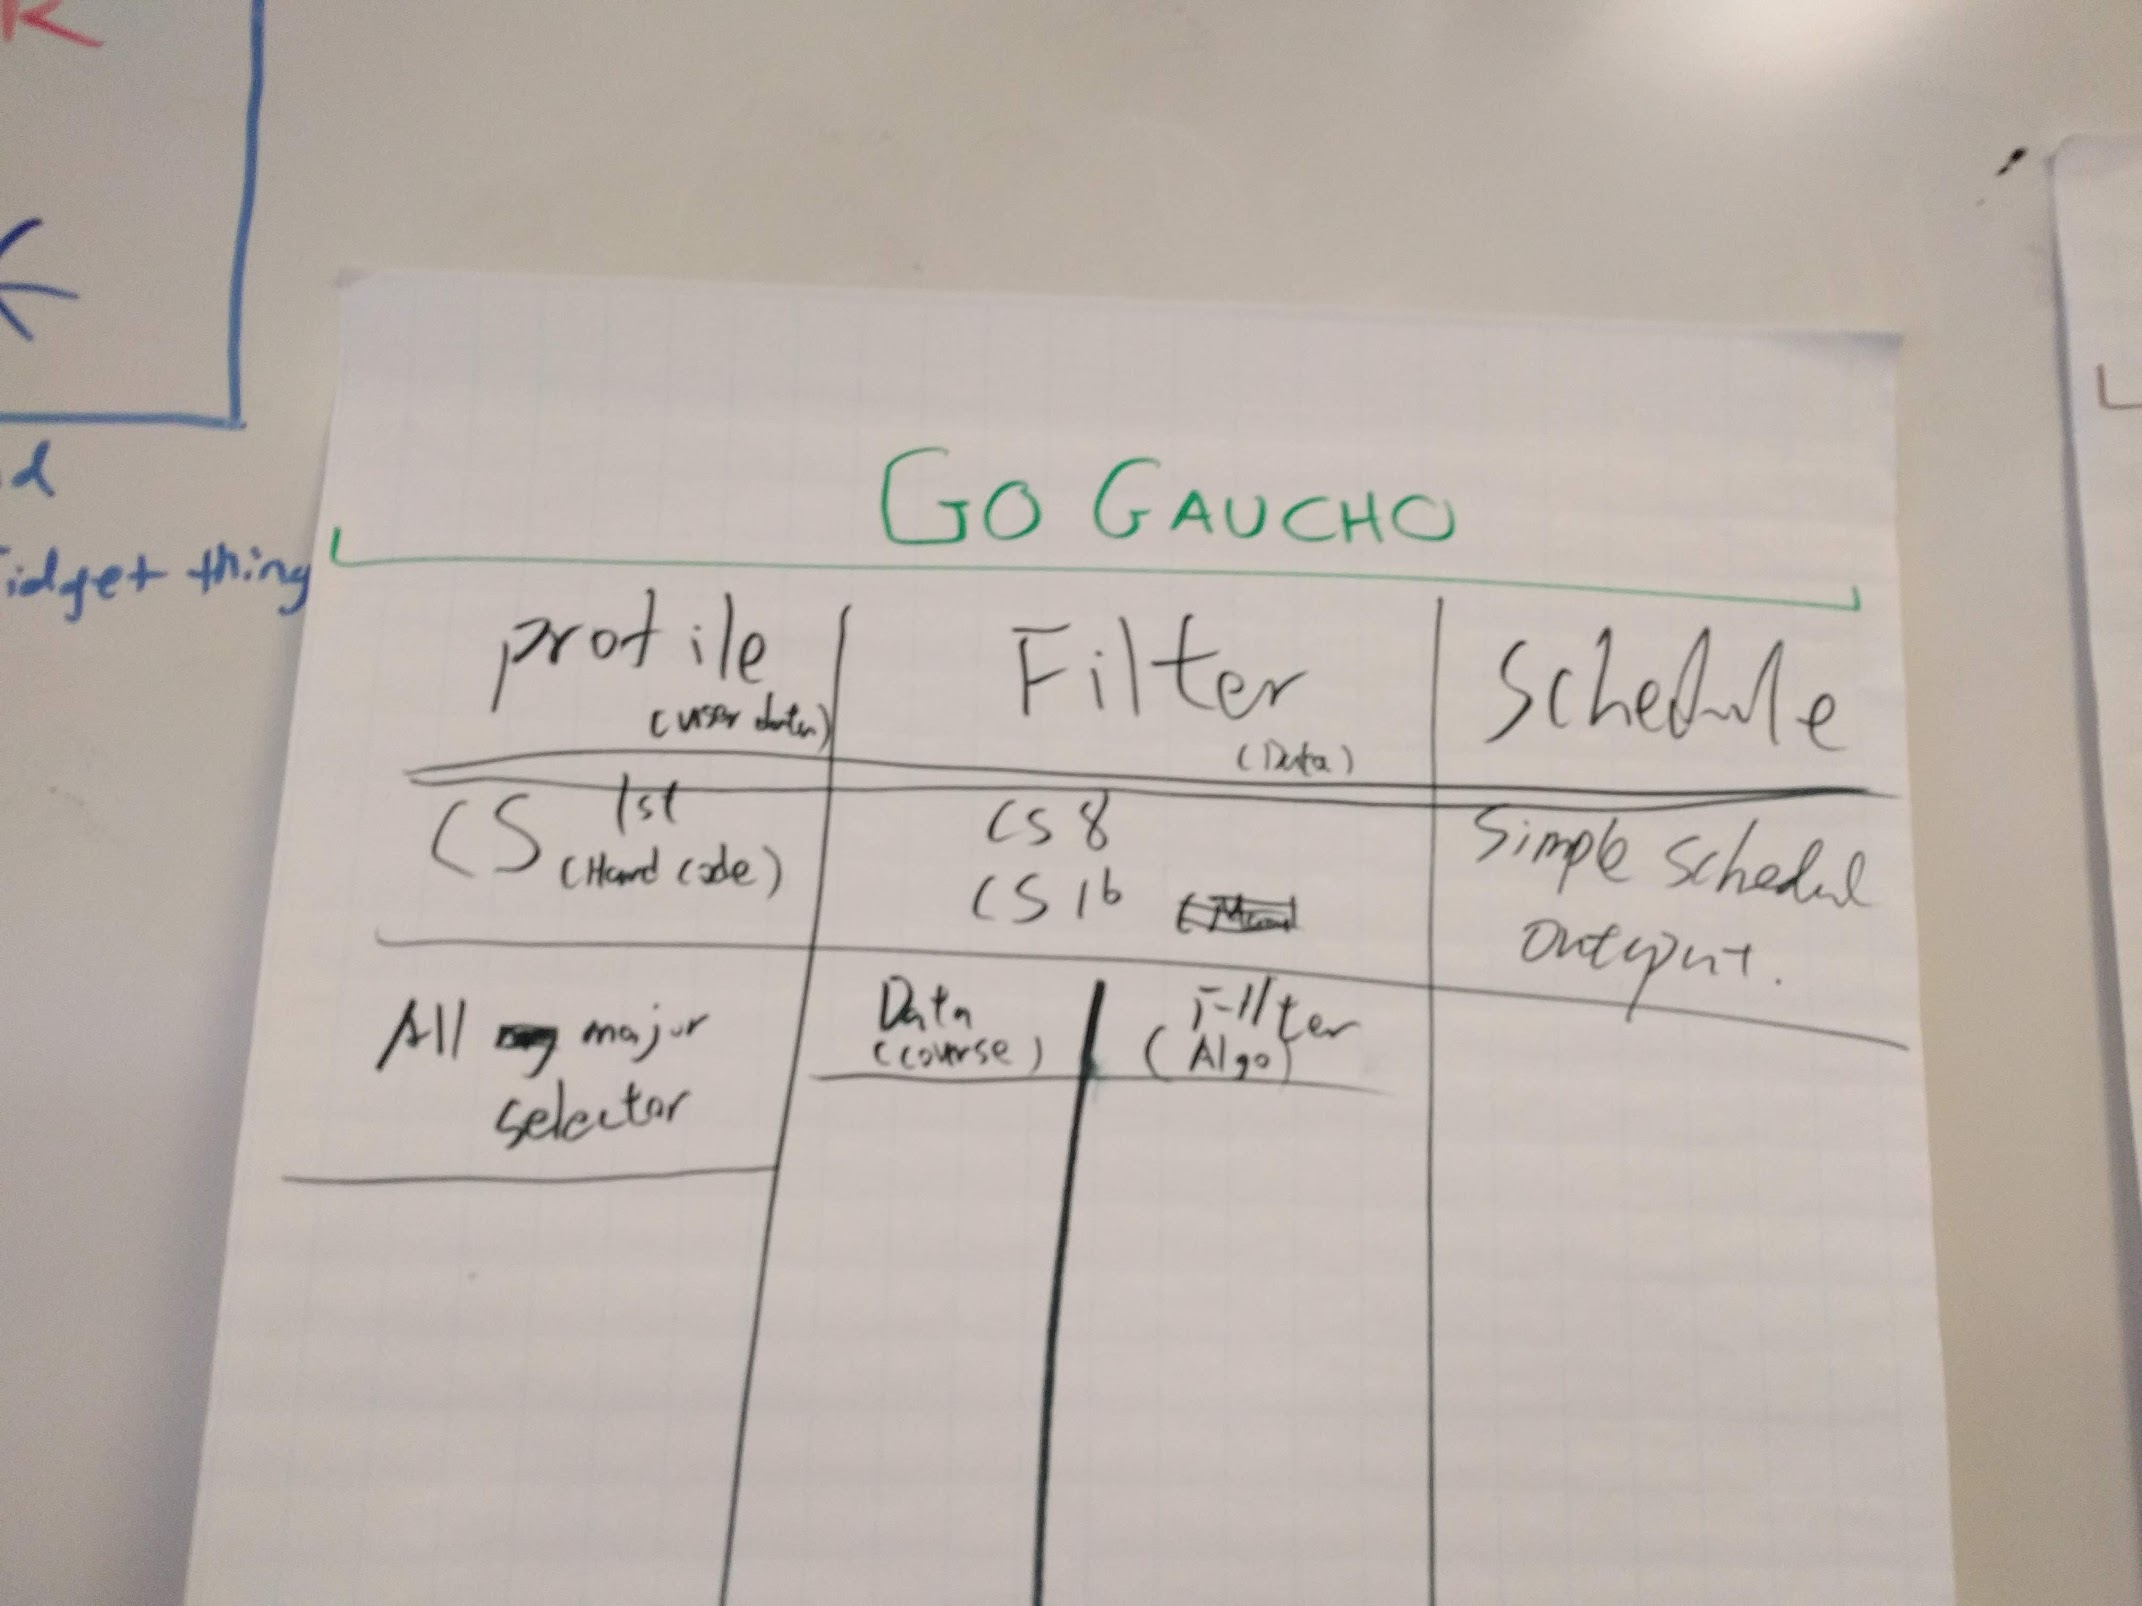 K
d
idget thing
GO GAUCHO
profile
(user data)
Filter
(Data)
Schedule
CS 1st
(Hard code)
CS 8
CS 16
Simple Schedul
Output.
All major
selector
Data
(course)
Filter
(Algo)